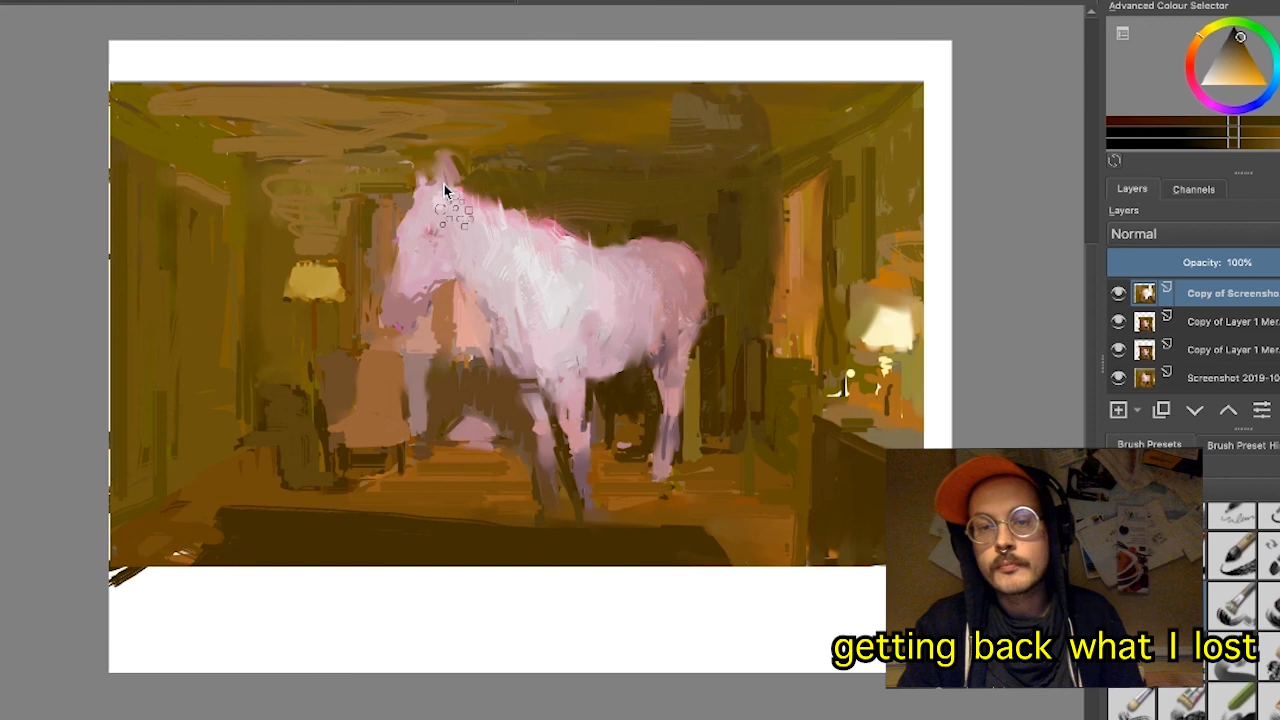 Advanced Colour Selector
Layers
Channels
Layers
Normal
Opacity: 100%
Copy of Screensho
Copy of Layer 1 Mer
Copy of Layer 1 Mer
Screenshot 2019-10
Brush Presets
Brush Preset Hi
getting back what I lost